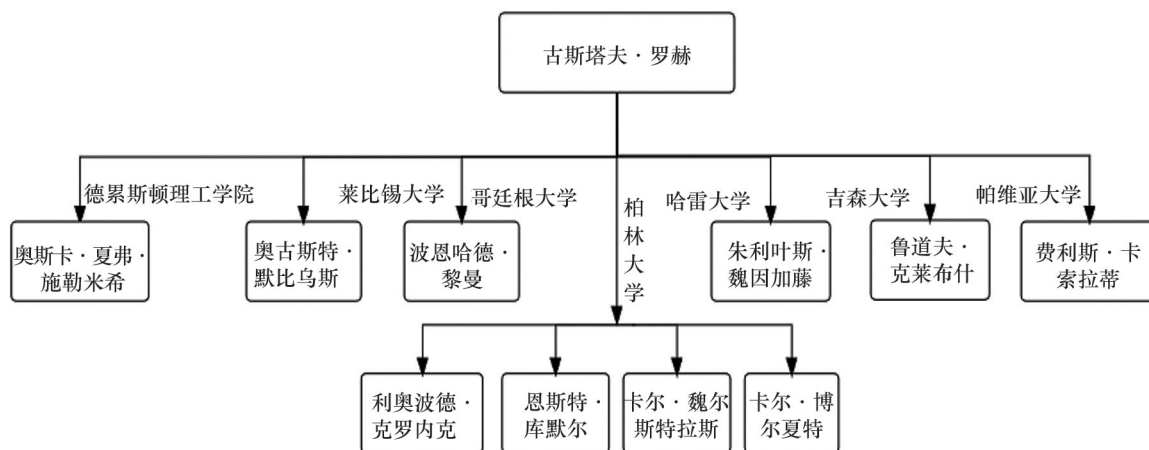 古斯塔夫·罗赫
德累斯顿理工学院
莱比锡大学
哥廷根大学
柏林大学
哈雷大学
吉森大学
帕维亚大学
奥斯卡·夏弗·
施勒米希
奥古斯特·
默比乌斯
波恩哈德·
黎曼
朱利叶斯·
魏因加藤
鲁道夫·
克莱布什
费利斯·卡
索拉蒂
利奥波德·
克罗内克
恩斯特·
库默尔
卡尔·魏尔
斯特拉斯
卡尔·博
尔夏特